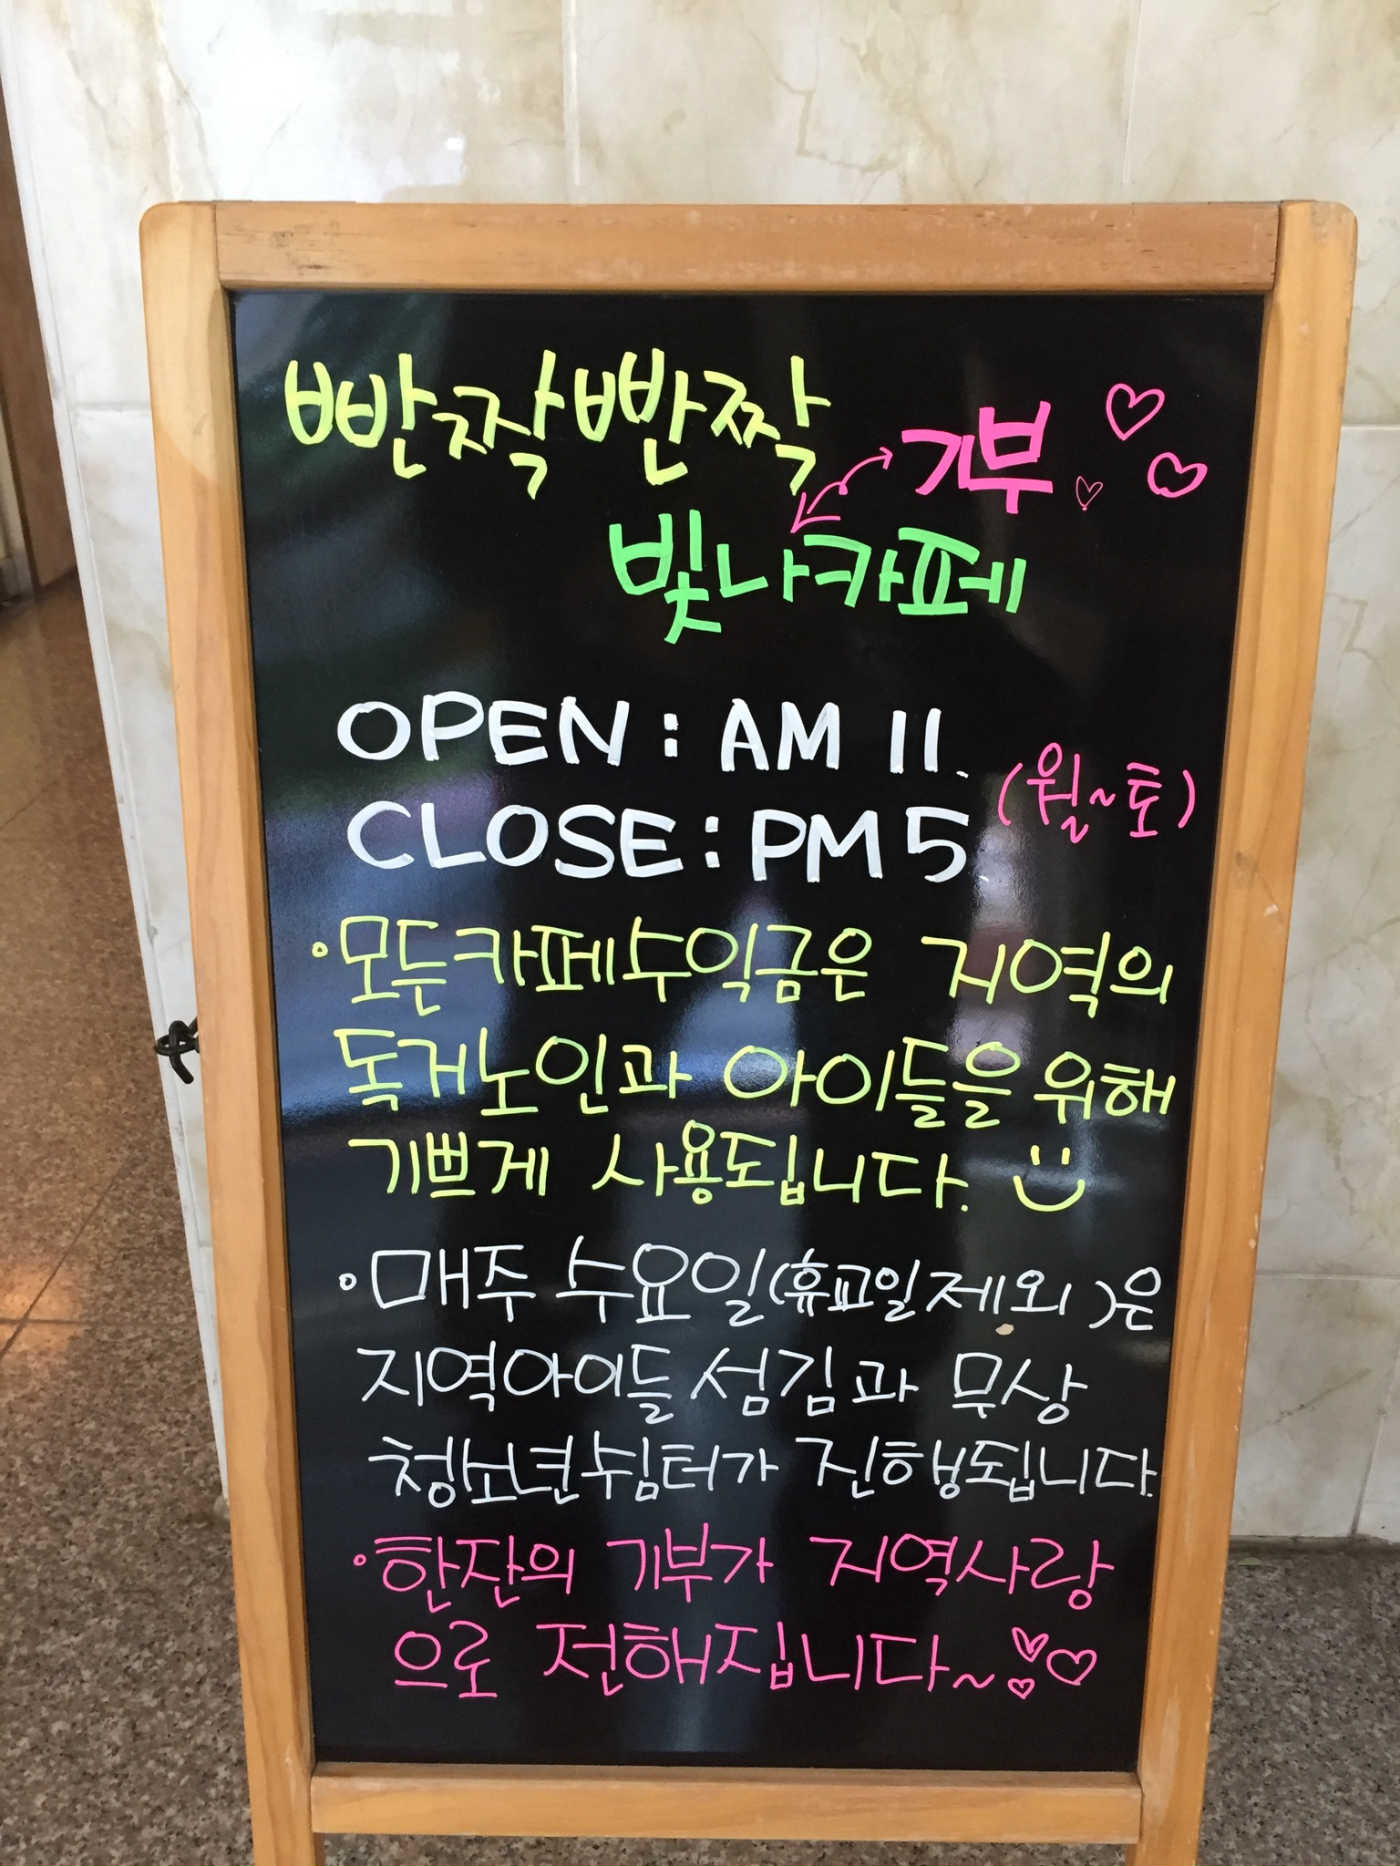 빤짝빤짝
기부
빛나카페
OPEN : AM 11.
CLOSE : PM 5
(월~토)
·모든카페수익금은 지역의
독거노인과 아이들을 위해
기쁘게 사용됩니다.
·매주 수요일(휴교일제외)은
지역아이들 섬김과 무상
청소년쉼터가 진행됩니다.
·한잔의 기부가 지역사랑
으로 전해집니다~